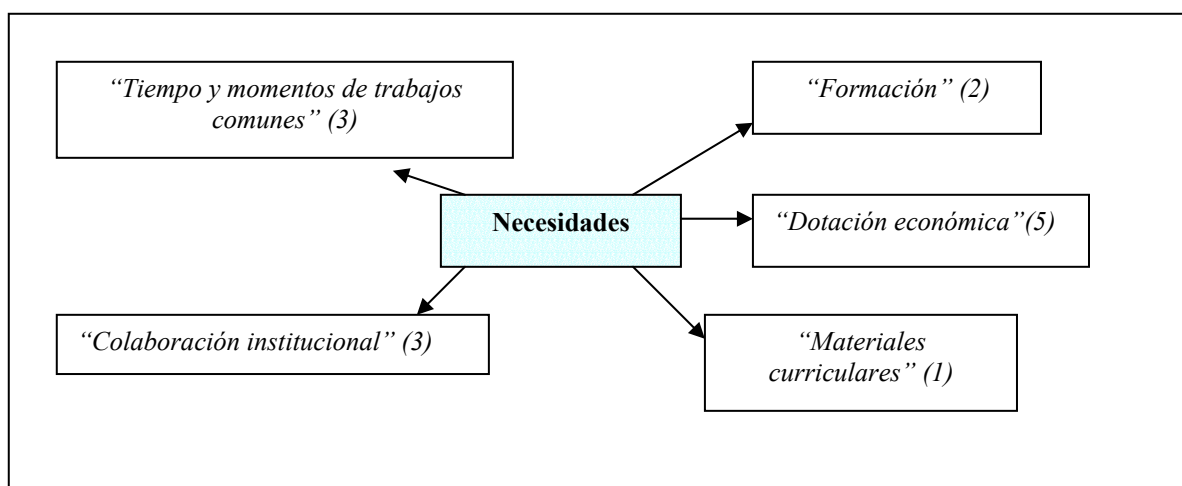 “Tiempo y momentos de trabajos
comunes” (3)
“Formación” (2)
Necesidades
“Dotación económica”(5)
“Colaboración institucional” (3)
“Materiales
curriculares” (1)